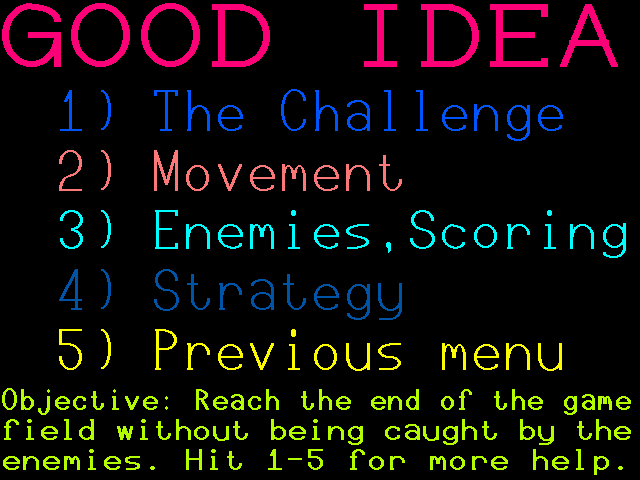 GOOD IDEA
1) The Challenge
2) Movement
3) Enemies,Scoring
4) Strategy
5) Previous menu
Objective: Reach the end of the game
field without being caught by the
enemies. Hit 1-5 for more help.